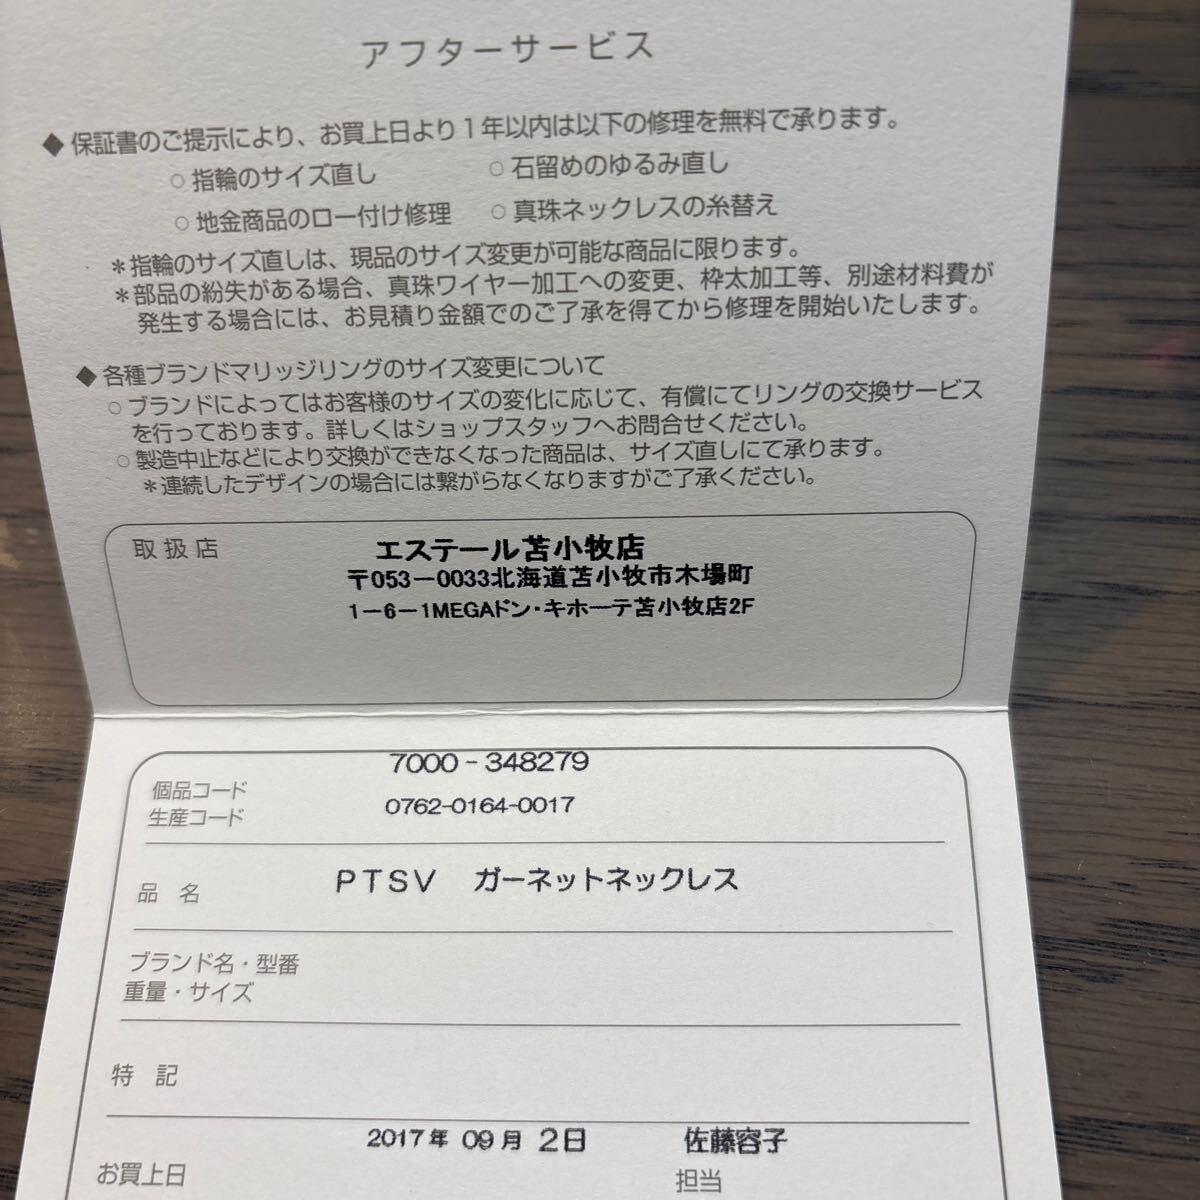 アフターサービス
◆ 保証書のご提示により、お買上日より1年以内は以下の修理を無料で承ります。
○ 指輪のサイズ直し ○ 石留めのゆるみ直し
○ 地金商品のロー付け修理 ○ 真珠ネックレスの糸替え
＊指輪のサイズ直しは、現品のサイズ変更が可能な商品に限ります。
＊部品の紛失がある場合、真珠ワイヤー加工への変更、枠太加工等、別途材料費が
発生する場合には、お見積り金額でのご了承を得てから修理を開始いたします。
◆ 各種ブランドマリッジリングのサイズ変更について
○ ブランドによってはお客様のサイズの変化に応じて、有償にてリングの交換サービス
を行っております。詳しくはショップスタッフへお問合せください。
○ 製造中止などにより交換ができなくなった商品は、サイズ直しにて承ります。
＊連続したデザインの場合には繋がらなくなりますがご了承ください。
取扱店 エステール苫小牧店
〒053-0033北海道苫小牧市木場町
1-6-1MEGAドン・キホーテ苫小牧店2F
個品コード 7000-348279
生産コード 0762-0164-0017
品名 PTSV ガーネットネックレス
ブランド名・型番
重量・サイズ
特記
2017年 09月 2日 佐藤容子
お買上日 担当